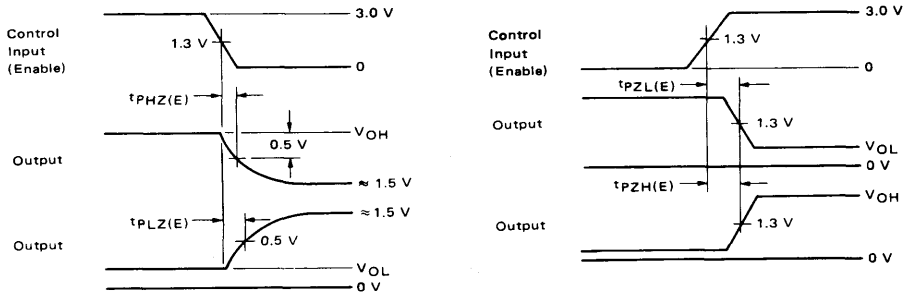 3.0 V
Control
Input
(Enable)
1.3 V
0
tPHZ(E)
VOH
0.5 V
Output
≈ 1.5 V
≈1.5 V
tPLZ(E)
0.5 V
Output
VOL
0 V
3.0 V
Control
Input
(Enable)
1.3 V
0
tPZL(E)
1.3 V
Output
VOL
0 V
tPZH(E)
VOH
1.3 V
Output
0 V